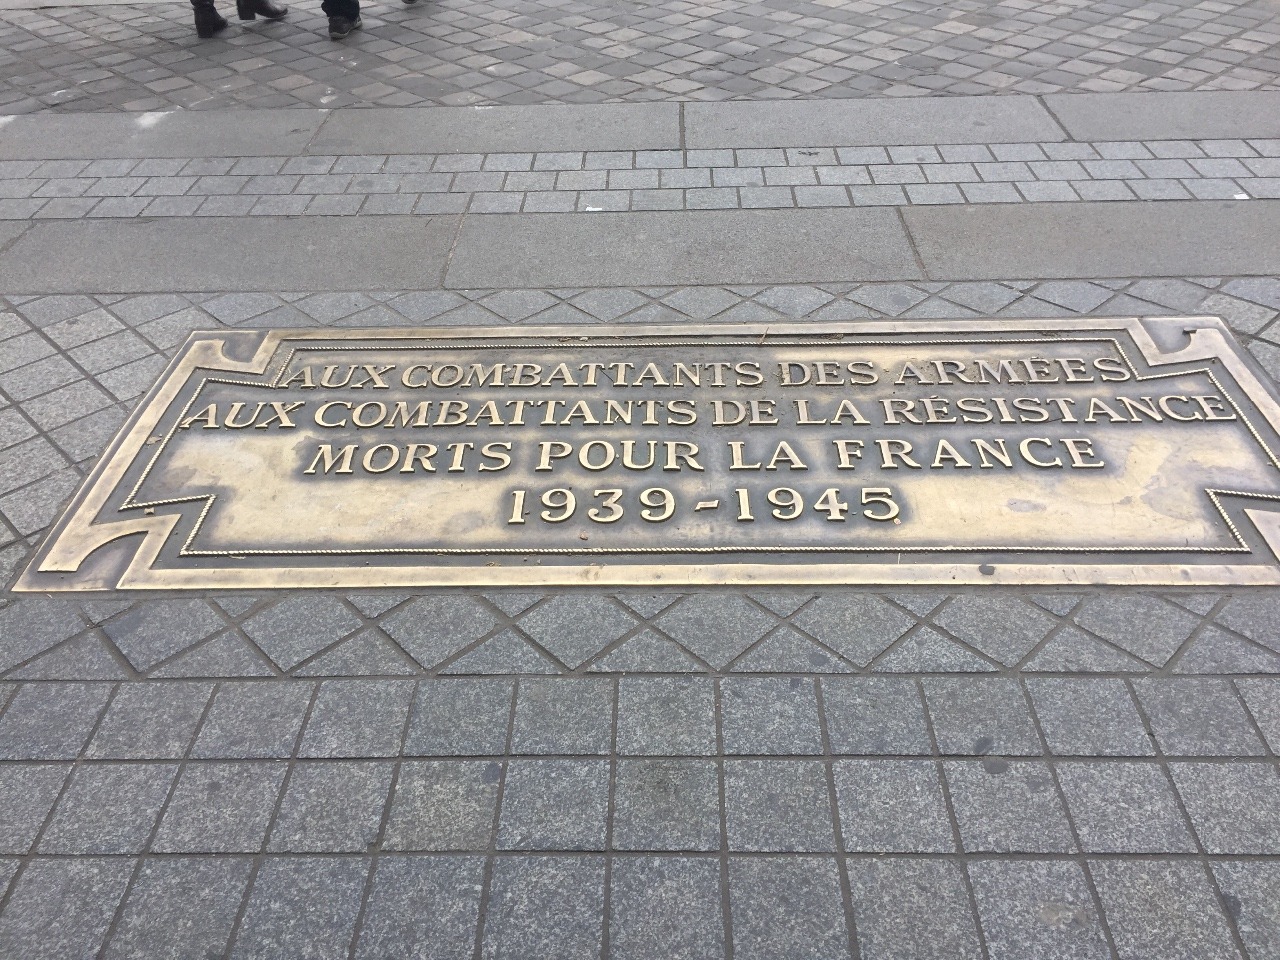 AUX COMBATTANTS DES ARMÉES
AUX COMBATTANTS DE LA RÉSISTANCE
MORTS POUR LA FRANCE
1939-1945